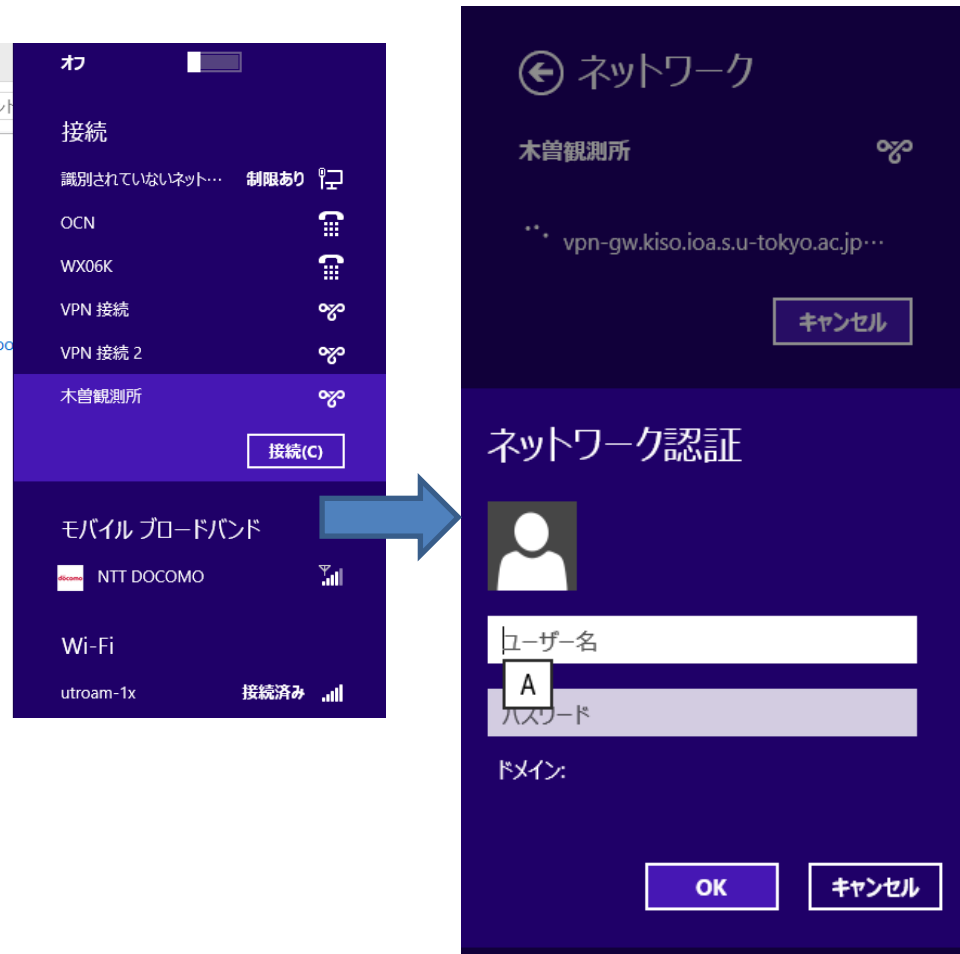 オフ
接続
識別されていないネット… 制限あり
OCN
WX06K
VPN 接続
VPN 接続 2
木曽観測所
接続(C)
モバイル ブロードバンド
docomo NTT DOCOMO
Wi-Fi
utroam-1x 接続済み
ネットワーク
木曽観測所
vpn-gw.kiso.ioa.s.u-tokyo.ac.jp…
キャンセル
ネットワーク認証
ユーザー名
A
パスワード
ドメイン:
OK キャンセル